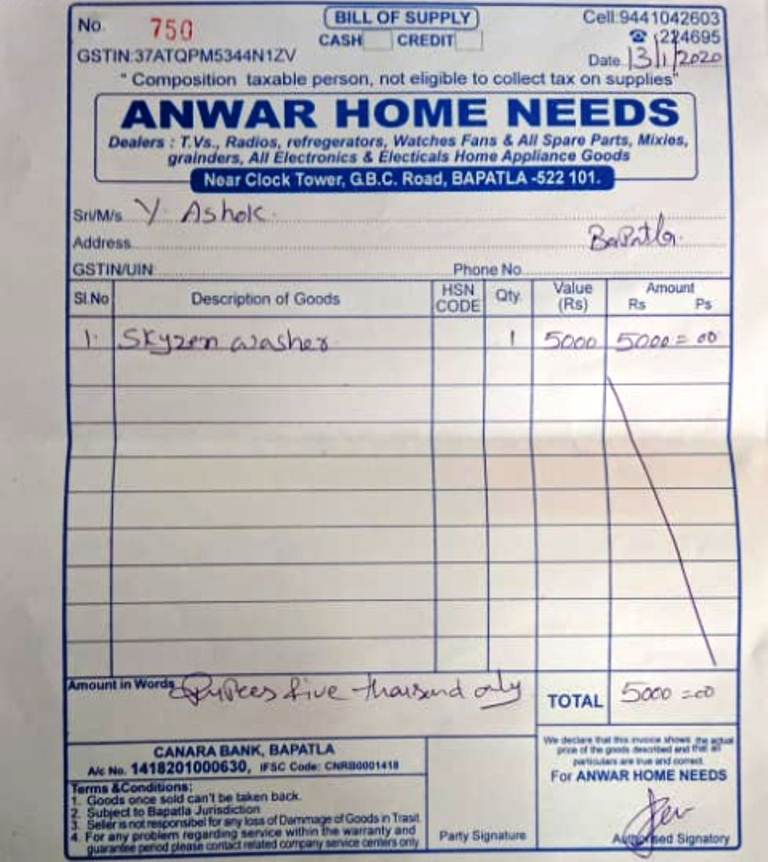 No. 750
BILL OF SUPPLY
Cell:9441042603
CASH CREDIT
☎ :224695
GSTIN:37ATQPM5344N1ZV
Date 13/1/2020
" Composition taxable person, not eligible to collect tax on supplies"
ANWAR HOME NEEDS
Dealers : T.Vs., Radios, refregerators, Watches Fans & All Spare Parts, Mixies,
grainders, All Electronics & Electicals Home Appliance Goods
Near Clock Tower, G.B.C. Road, BAPATLA -522 101.
Sri/M/s Y Ashok
Address Bapatla.
GSTIN/UIN Phone No
Sl.No Description of Goods HSN CODE Qty. Value (Rs) Amount Rs Ps
1. Skyzen washer 1 5000 5000=00
Amount in Words Rupees five thousand only
TOTAL 5000=00
We declare that this invoice shows the actual
price of the goods described and that all
particulars are true and correct.
For ANWAR HOME NEEDS
Authorised Signatory
CANARA BANK, BAPATLA
A/c No. 1418201000630, IFSC Code: CNRB0001418
Terms &Conditions:
1. Goods once sold can't be taken back.
2. Subject to Bapatla Jurisdiction
3. Seller is not responsibel for any loss of Dammage of Goods in Trasit
4. For any problem regarding service within the warranty and
guarantee period please contact related company service centers only
Party Signature